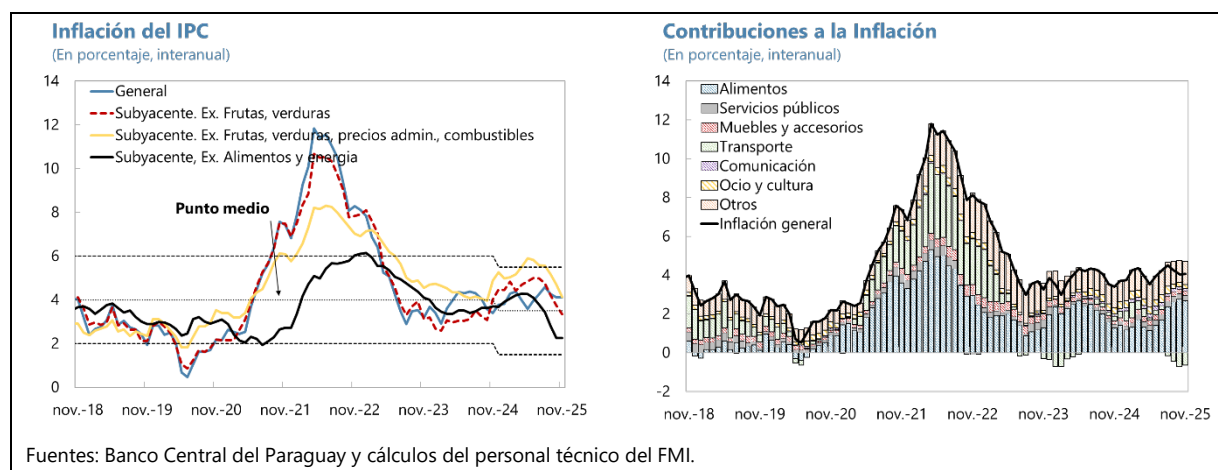 Inflación del IPC
(En porcentaje, interanual)
14
12
10
8
6
4
2
0
General
Subyacente. Ex. Frutas, verduras
Subyacente. Ex. Frutas, verduras, precios admin., combustibles
Subyacente, Ex. Alimentos y energia
Punto medio
nov.-18 nov.-19 nov.-20 nov.-21 nov.-22 nov.-23 nov.-24 nov.-25
Contribuciones a la Inflación
(En porcentaje, interanual)
14
12
10
8
6
4
2
0
-2
Alimentos
Servicios públicos
Muebles y accesorios
Transporte
Comunicación
Ocio y cultura
Otros
Inflación general
nov.-18 nov.-19 nov.-20 nov.-21 nov.-22 nov.-23 nov.-24 nov.-25
Fuentes: Banco Central del Paraguay y cálculos del personal técnico del FMI.